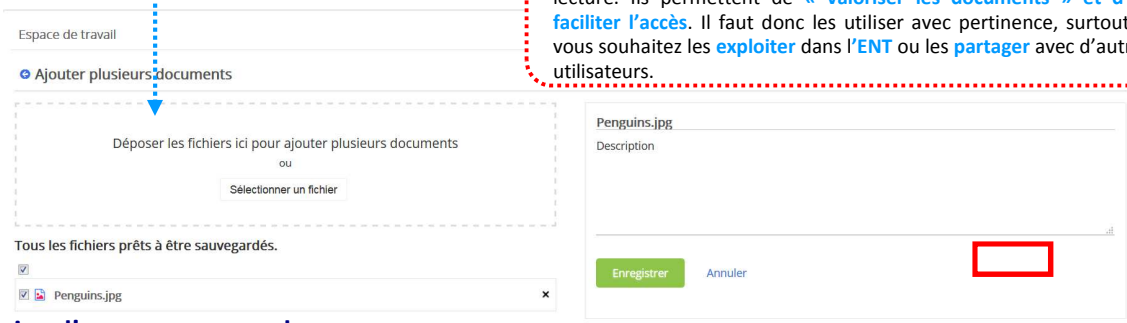 lecture. Ils permettent de « valoriser les documents » et d'
faciliter l'accès. Il faut donc les utiliser avec pertinence, surtout
vous souhaitez les exploiter dans l'ENT ou les partager avec d'autr
utilisateurs.
Espace de travail
Ajouter plusieurs documents
Déposer les fichiers ici pour ajouter plusieurs documents
ou
Sélectionner un fichier
Tous les fichiers prêts à être sauvegardés.
Penguins.jpg
Penguins.jpg
Description
Enregistrer Annuler